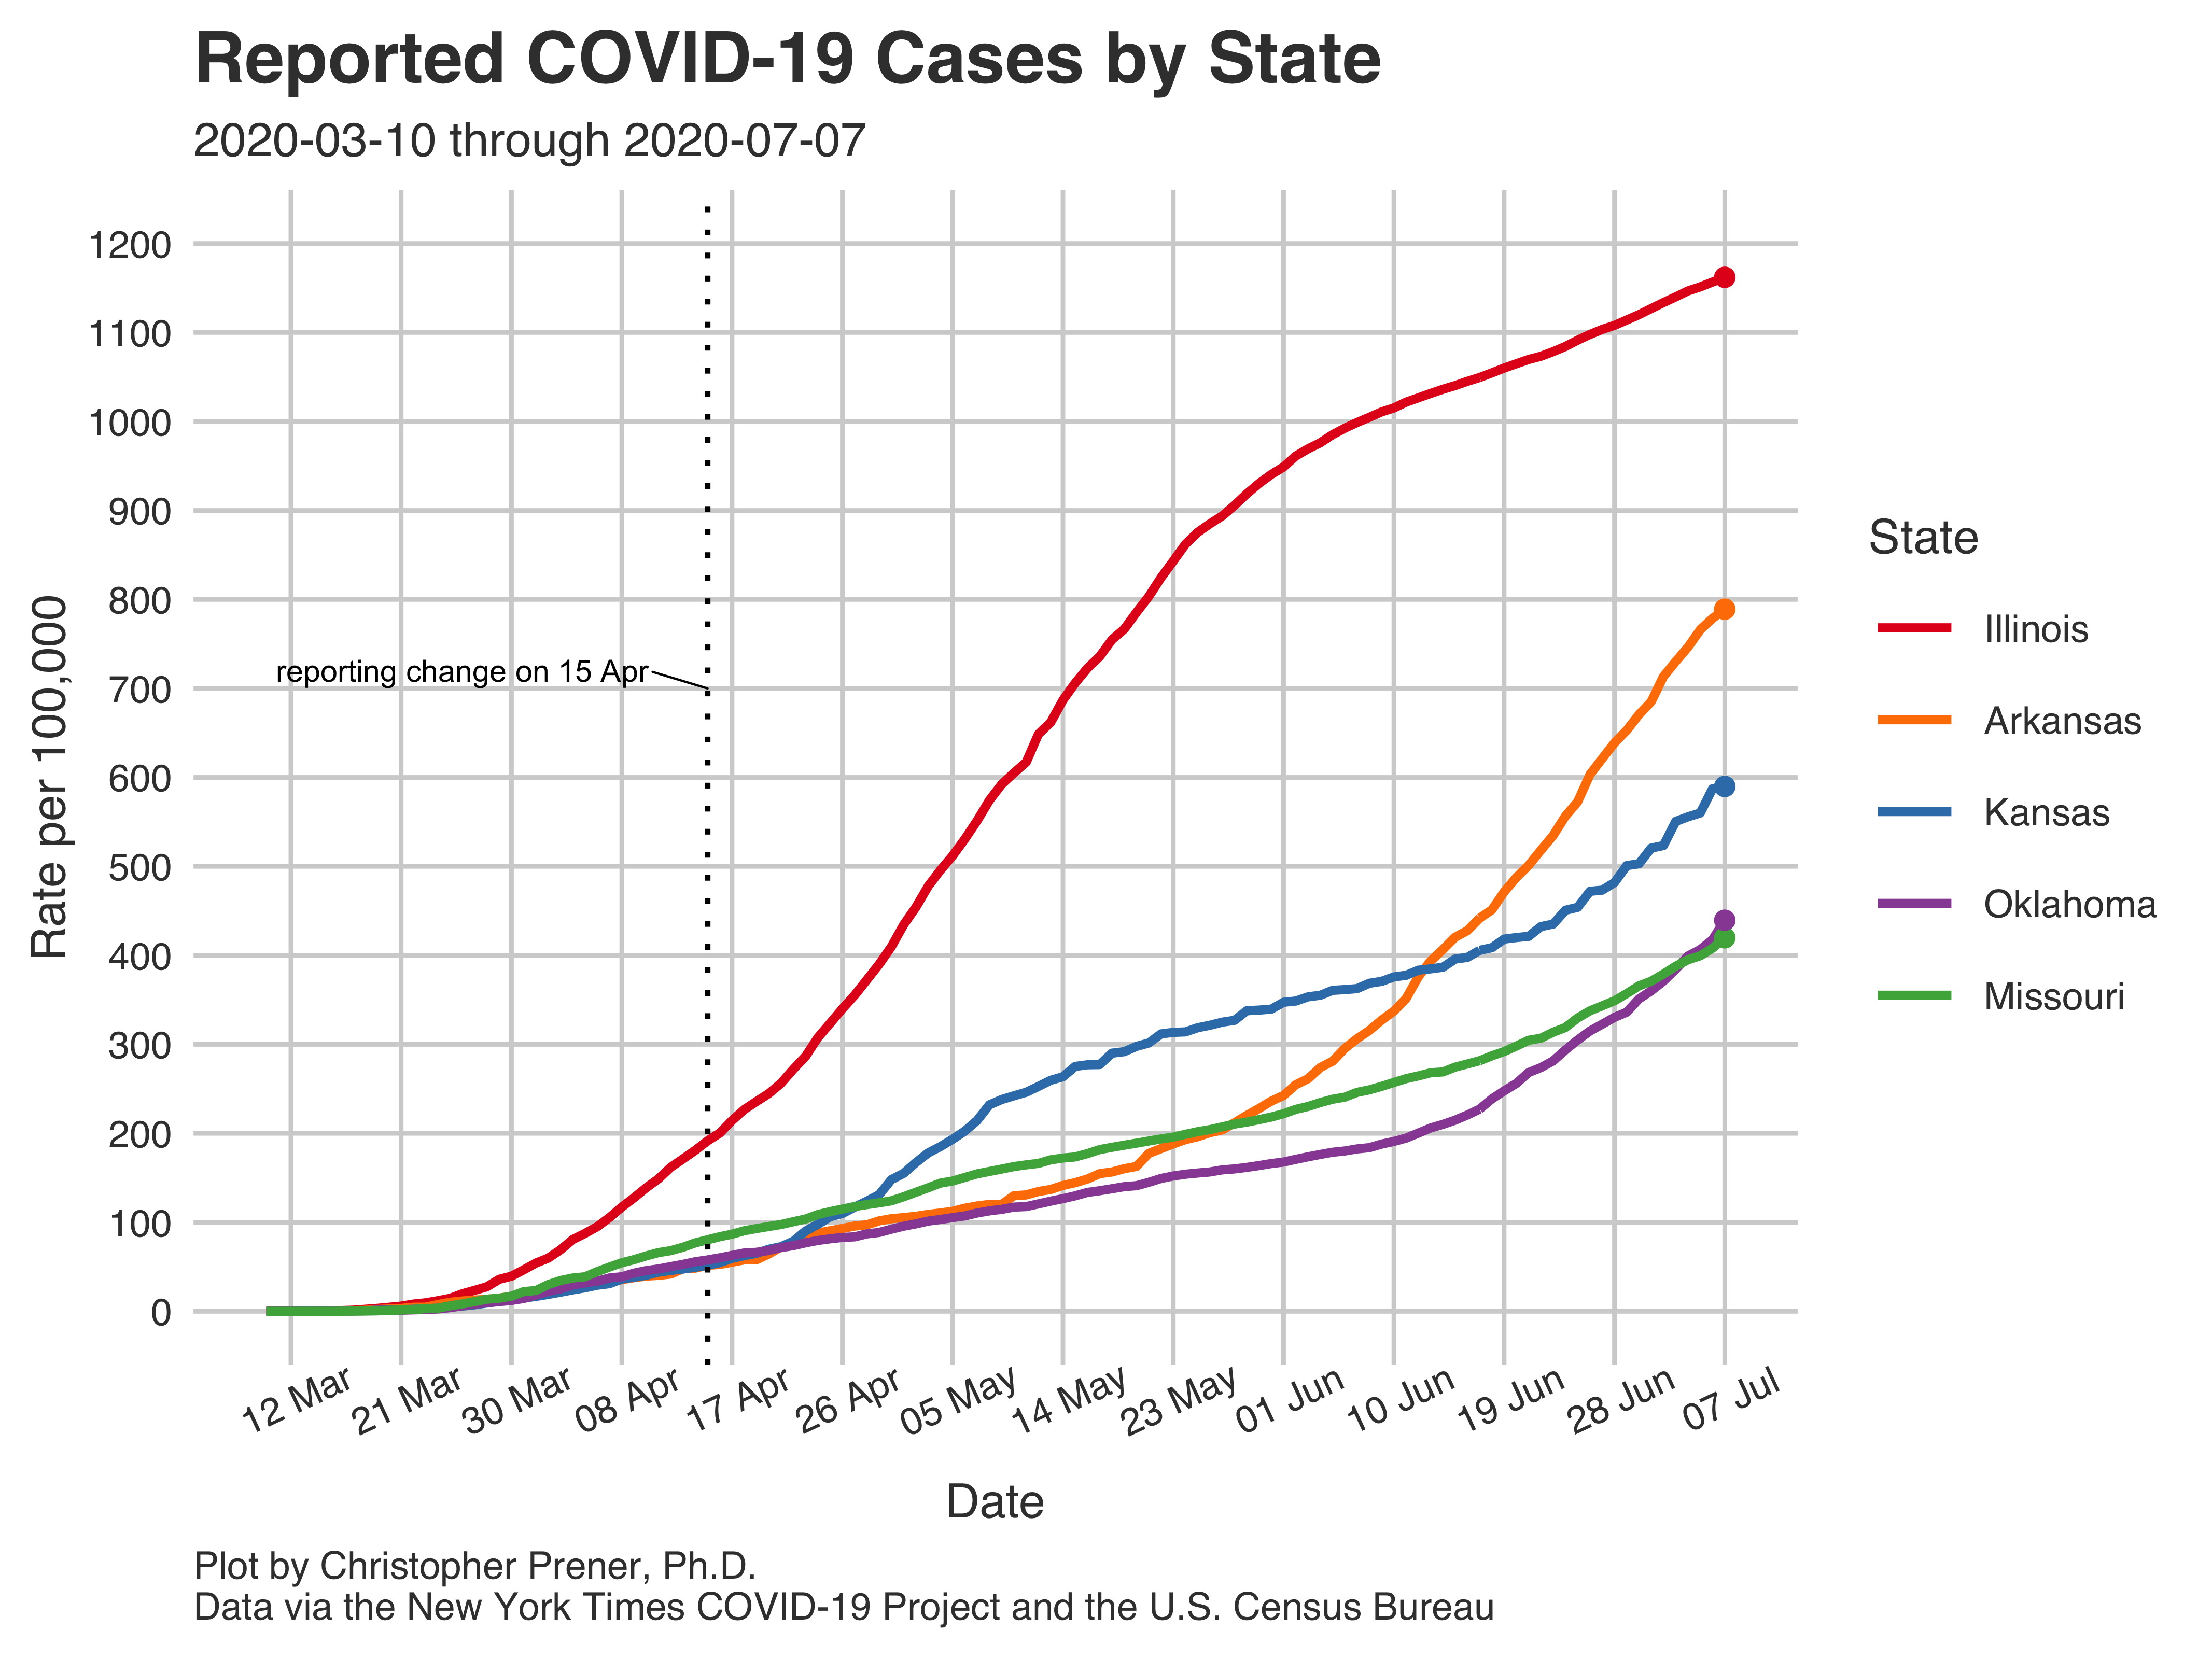 Reported COVID-19 Cases by State
2020-03-10 through 2020-07-07
Rate per 100,000
1200
1100
1000
900
800
700
600
500
400
300
200
100
0
reporting change on 15 Apr
12 Mar
21 Mar
30 Mar
08 Apr
17 Apr
26 Apr
05 May
14 May
23 May
01 Jun
10 Jun
19 Jun
28 Jun
07 Jul
Date
State
Illinois
Arkansas
Kansas
Oklahoma
Missouri
Plot by Christopher Prener, Ph.D.
Data via the New York Times COVID-19 Project and the U.S. Census Bureau